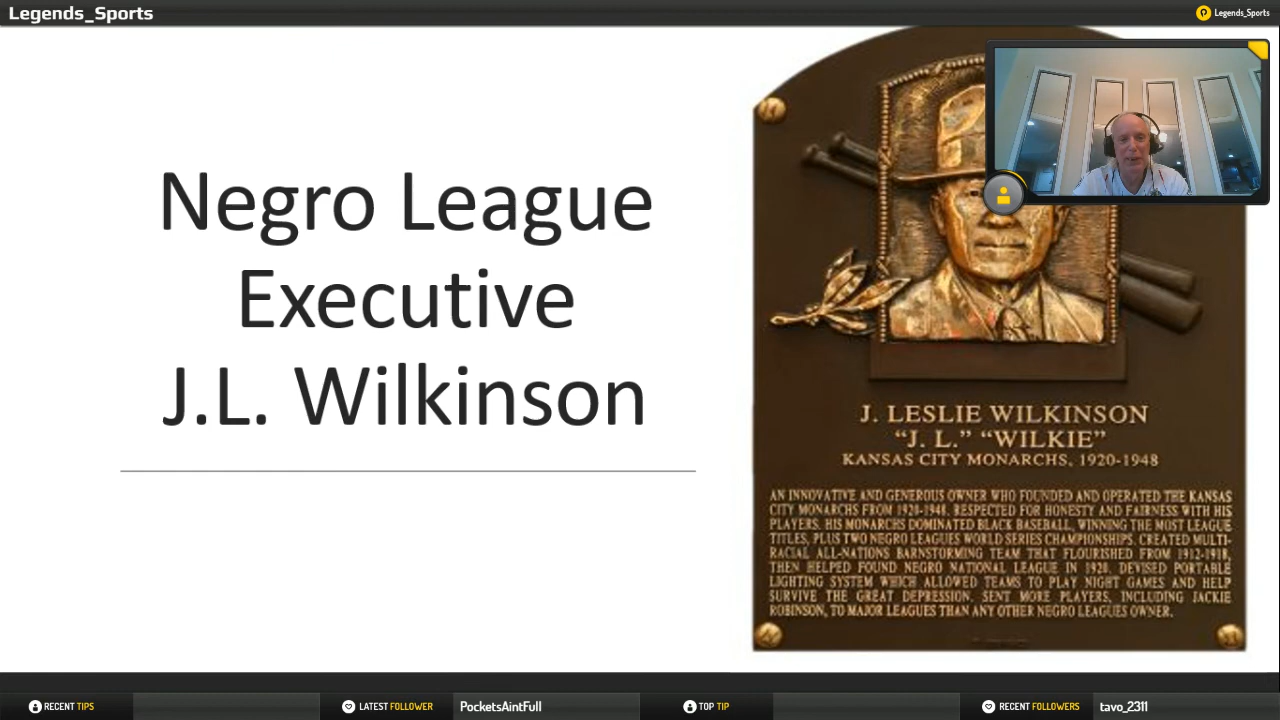 Legends_Sports
Legends_Sports
Negro League
Executive
J.L. Wilkinson
J. LESLIE WILKINSON
“J. L.” “WILKIE”
KANSAS CITY MONARCHS, 1920-1948
AN INNOVATIVE AND GENEROUS OWNER WHO FOUNDED AND OPERATED THE KANSAS
CITY MONARCHS FROM 1920-1948. RESPECTED FOR HONESTY AND FAIRNESS WITH HIS
PLAYERS. HIS MONARCHS DOMINATED BLACK BASEBALL, WINNING THE MOST LEAGUE
TITLES, PLUS TWO NEGRO LEAGUES WORLD SERIES CHAMPIONSHIPS. CREATED MULTI-
RACIAL ALL-NATIONS BARNSTORMING TEAM THAT FLOURISHED FROM 1912-1918,
THEN HELPED FOUND NEGRO NATIONAL LEAGUE IN 1920. DEVISED PORTABLE
LIGHTING SYSTEM WHICH ALLOWED TEAMS TO PLAY NIGHT GAMES AND HELP
SURVIVE THE GREAT DEPRESSION. SENT MORE PLAYERS, INCLUDING JACKIE
ROBINSON, TO MAJOR LEAGUES THAN ANY OTHER NEGRO LEAGUES OWNER.
RECENT TIPS
LATEST FOLLOWER
PocketsAintFull
TOP TIP
RECENT FOLLOWERS
tavo_2311